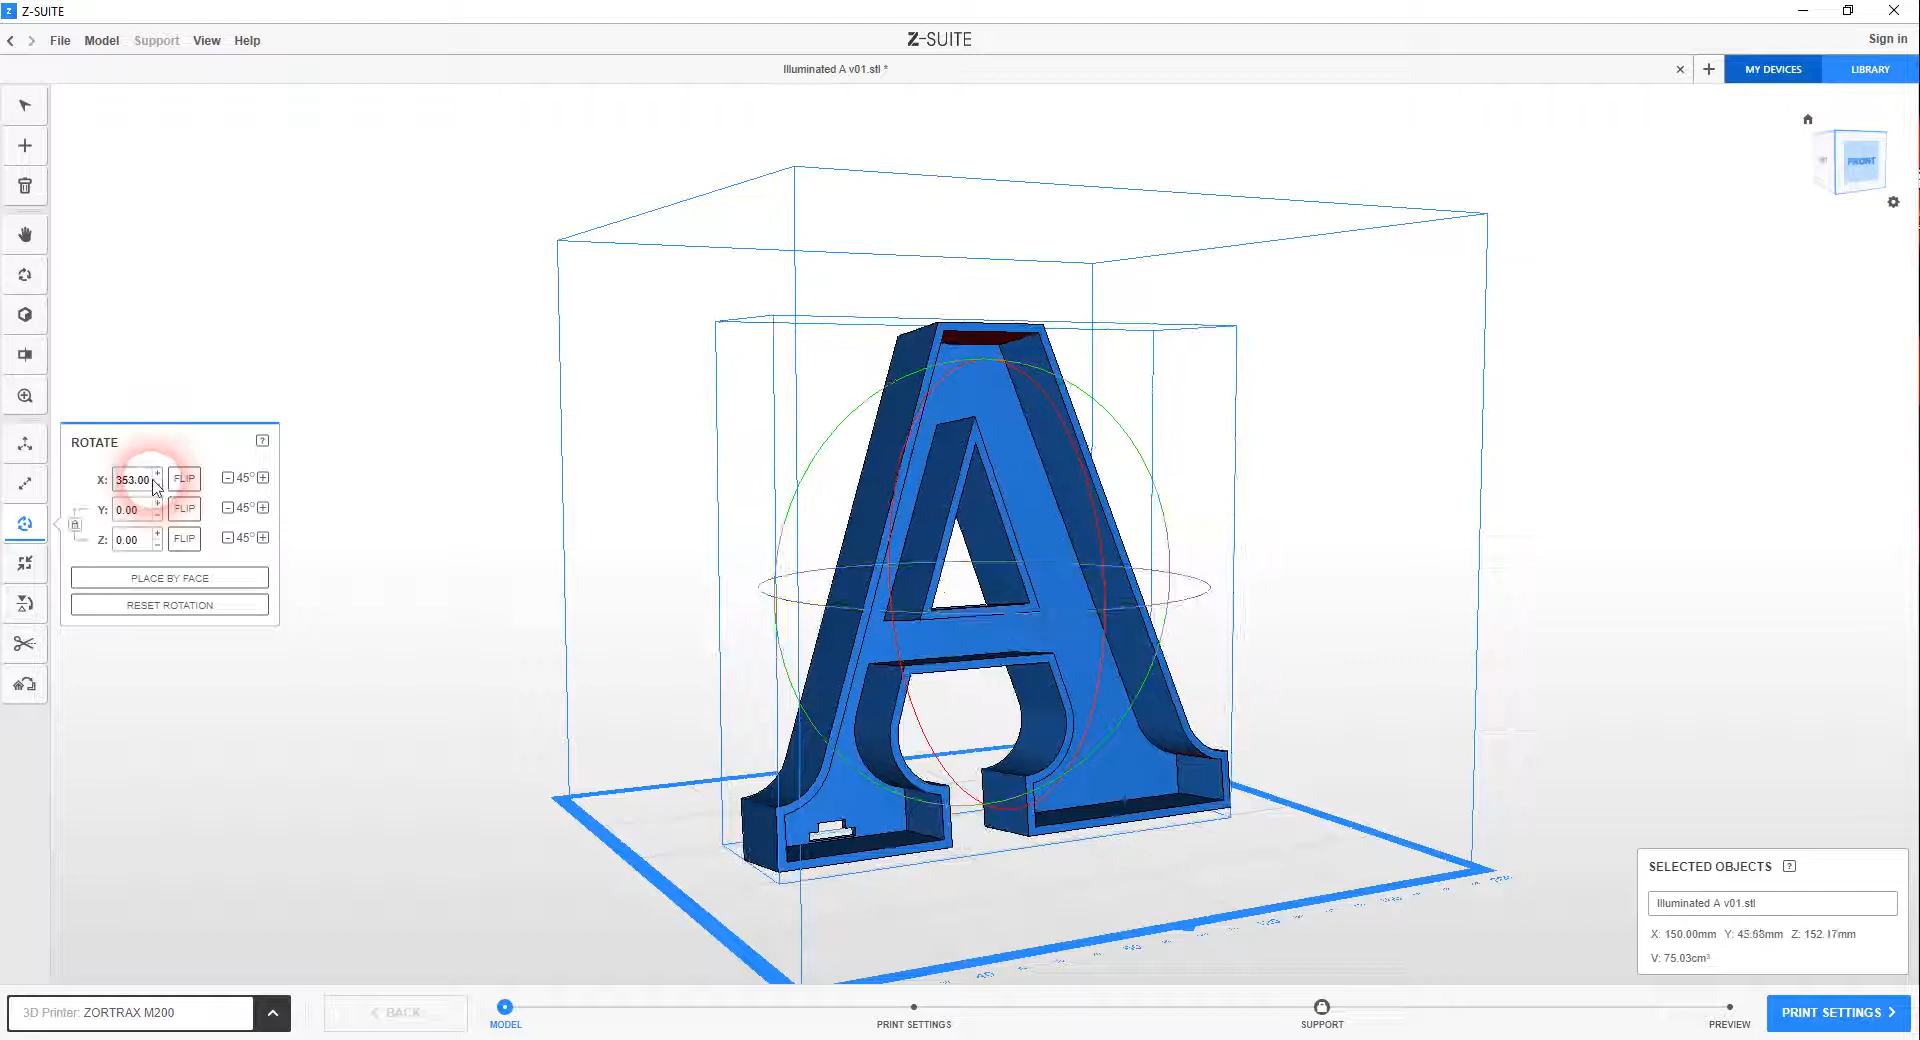 Z-SUITE
File Model Support View Help
Z-SUITE
Sign in
Illuminated A v01.stl *
MY DEVICES
LIBRARY
FRONT
ROTATE
?
X: 353.00 FLIP 45°
Y: 0.00 FLIP 45°
Z: 0.00 FLIP 45°
PLACE BY FACE
RESET ROTATION
SELECTED OBJECTS ?
Illuminated A v01.stl
X: 150.00mm Y: 45.68mm Z: 152.17mm
V: 75.03cm³
3D Printer: ZORTRAX M200
BACK
MODEL
PRINT SETTINGS
SUPPORT
PREVIEW
PRINT SETTINGS